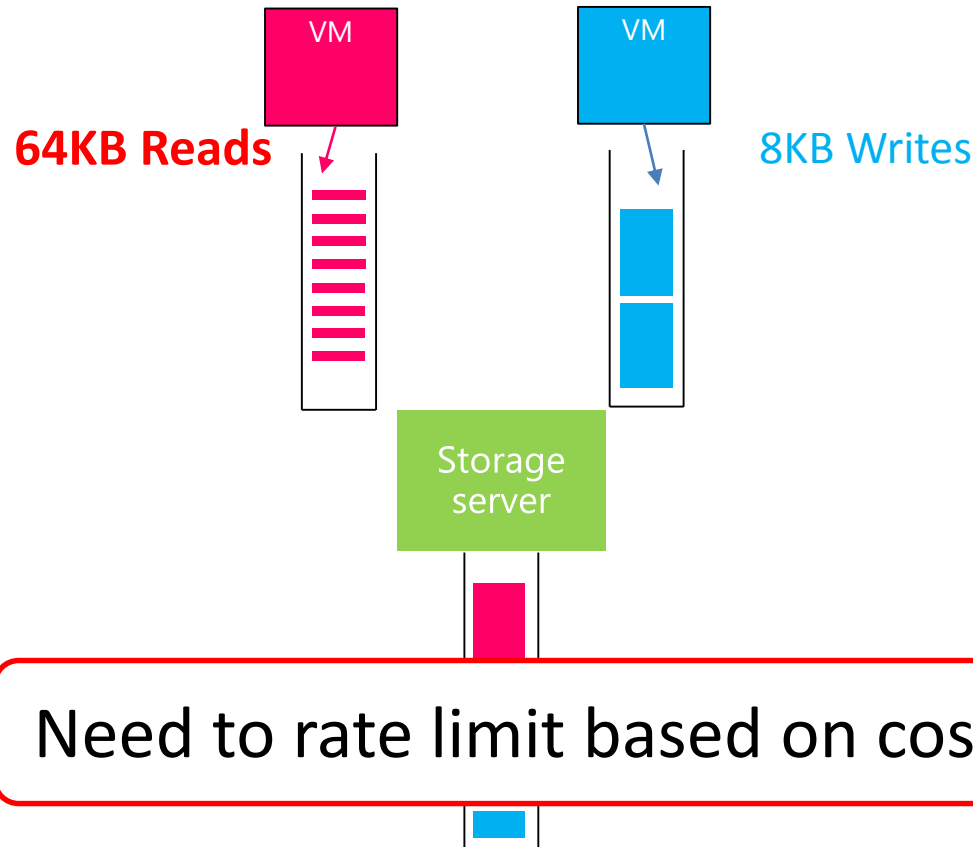 VM
VM
64KB Reads
8KB Writes
Storage
server
Need to rate limit based on cos